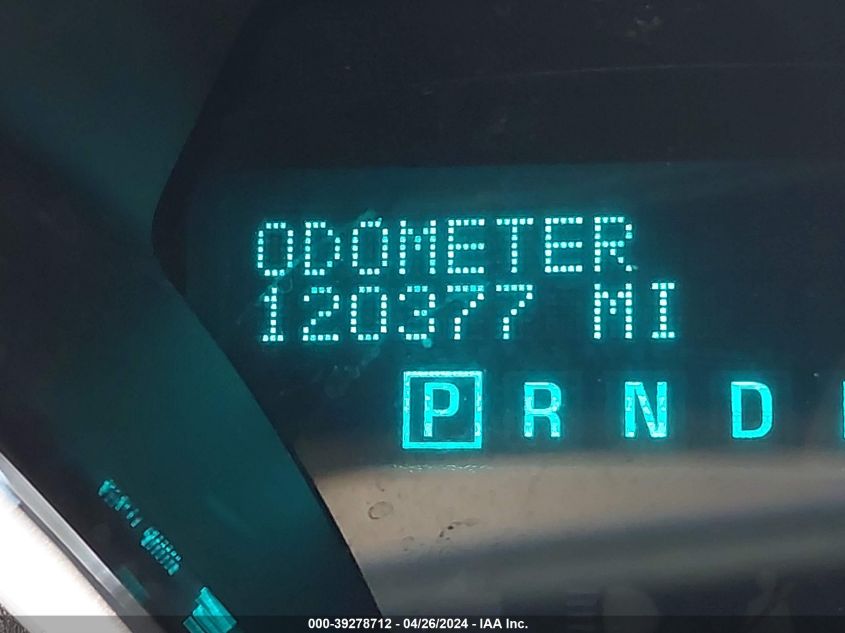 ODOMETER
120377 MI
P R N D
000-39278712 - 04/26/2024 - IAA Inc.